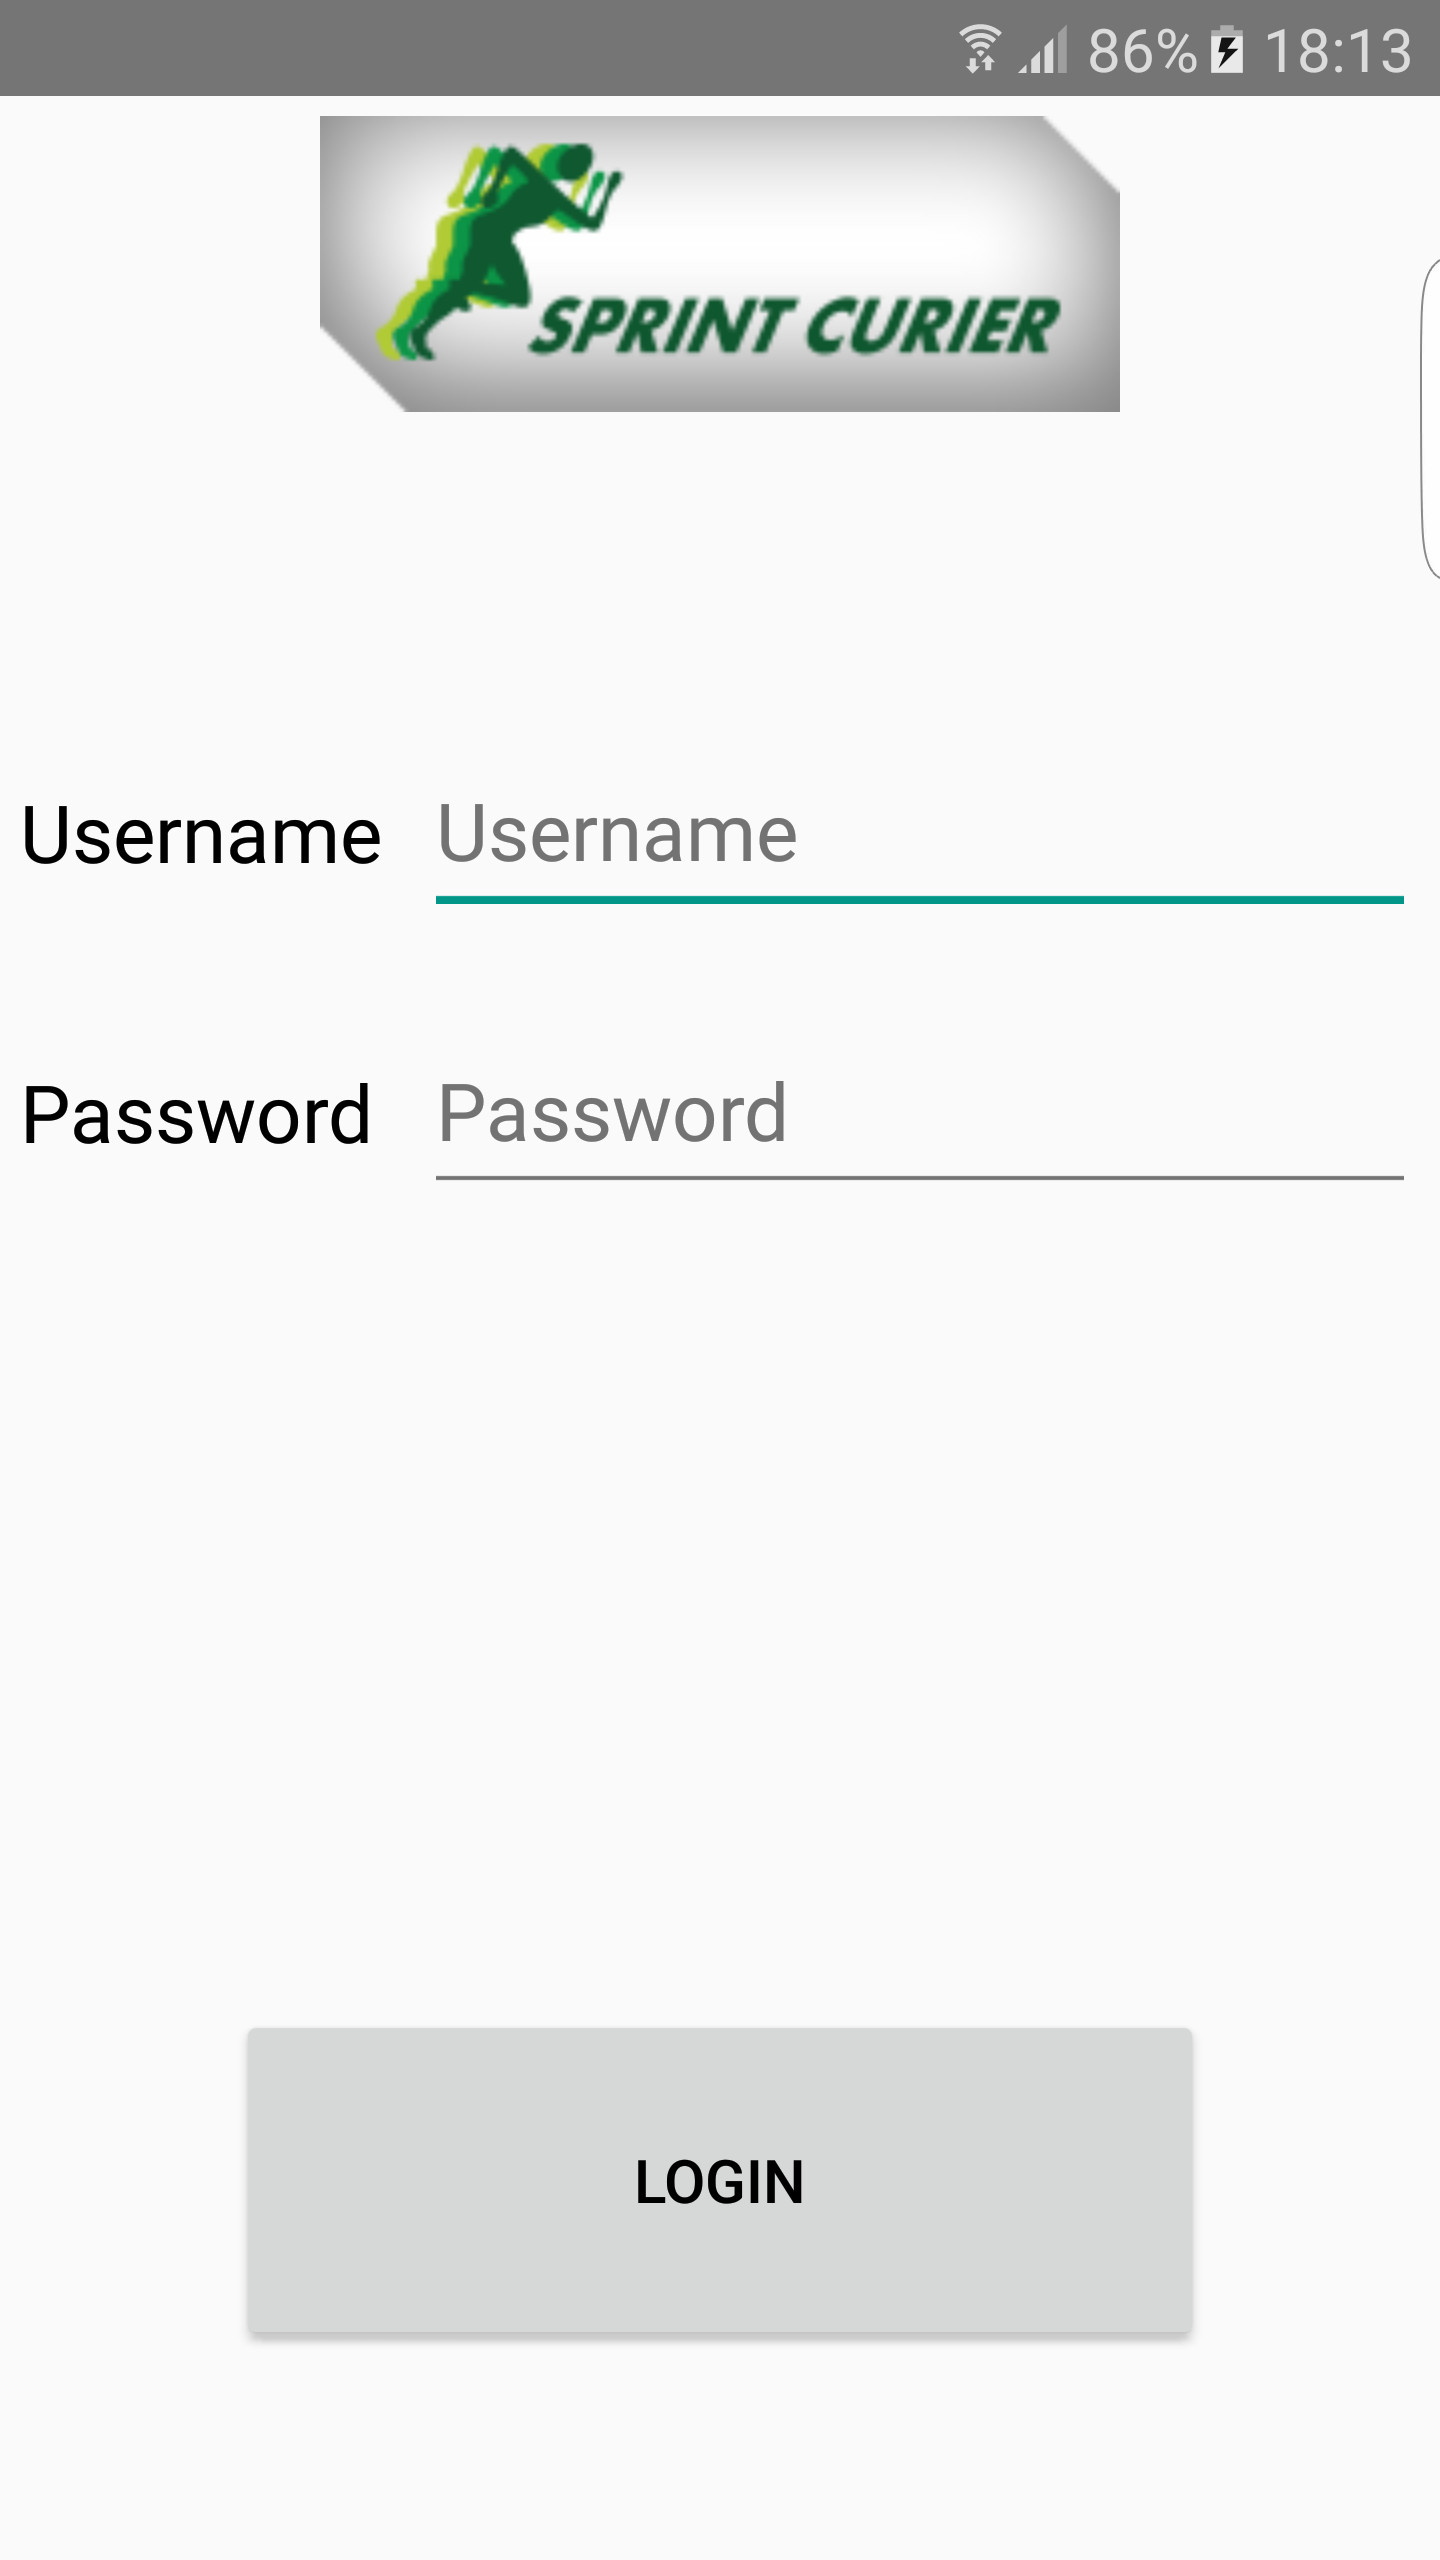 86% 18:13
SPRINT CURIER
Username Username
Password Password
LOGIN